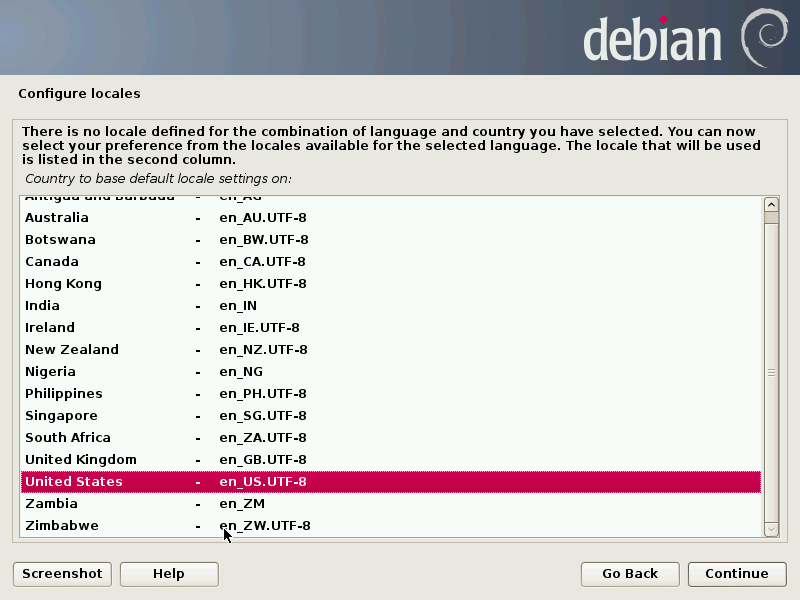 debian
Configure locales
There is no locale defined for the combination of language and country you have selected. You can now
select your preference from the locales available for the selected language. The locale that will be used
is listed in the second column.
Country to base default locale settings on:
Antigua and Barbuda - en_AG
Australia - en_AU.UTF-8
Botswana - en_BW.UTF-8
Canada - en_CA.UTF-8
Hong Kong - en_HK.UTF-8
India - en_IN
Ireland - en_IE.UTF-8
New Zealand - en_NZ.UTF-8
Nigeria - en_NG
Philippines - en_PH.UTF-8
Singapore - en_SG.UTF-8
South Africa - en_ZA.UTF-8
United Kingdom - en_GB.UTF-8
United States - en_US.UTF-8
Zambia - en_ZM
Zimbabwe - en_ZW.UTF-8
Screenshot Help Go Back Continue